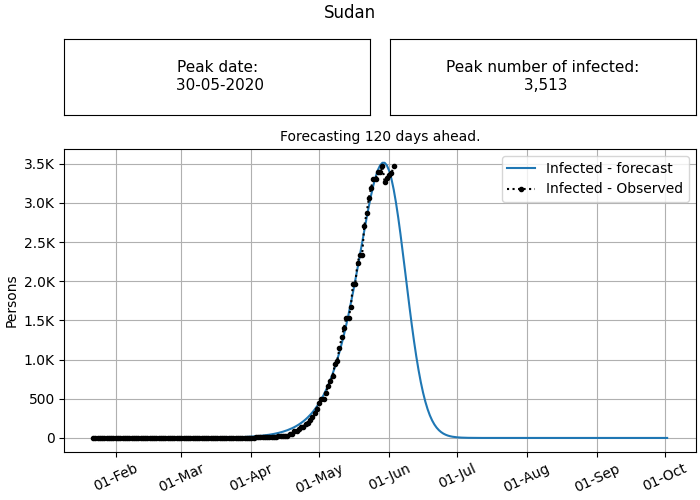 Sudan
Peak date:
30-05-2020
Peak number of infected:
3,513
Forecasting 120 days ahead.
Infected - forecast
Infected - Observed
Persons
3.5K
3.0K
2.5K
2.0K
1.5K
1.0K
500
0
01-Feb
01-Mar
01-Apr
01-May
01-Jun
01-Jul
01-Aug
01-Sep
01-Oct